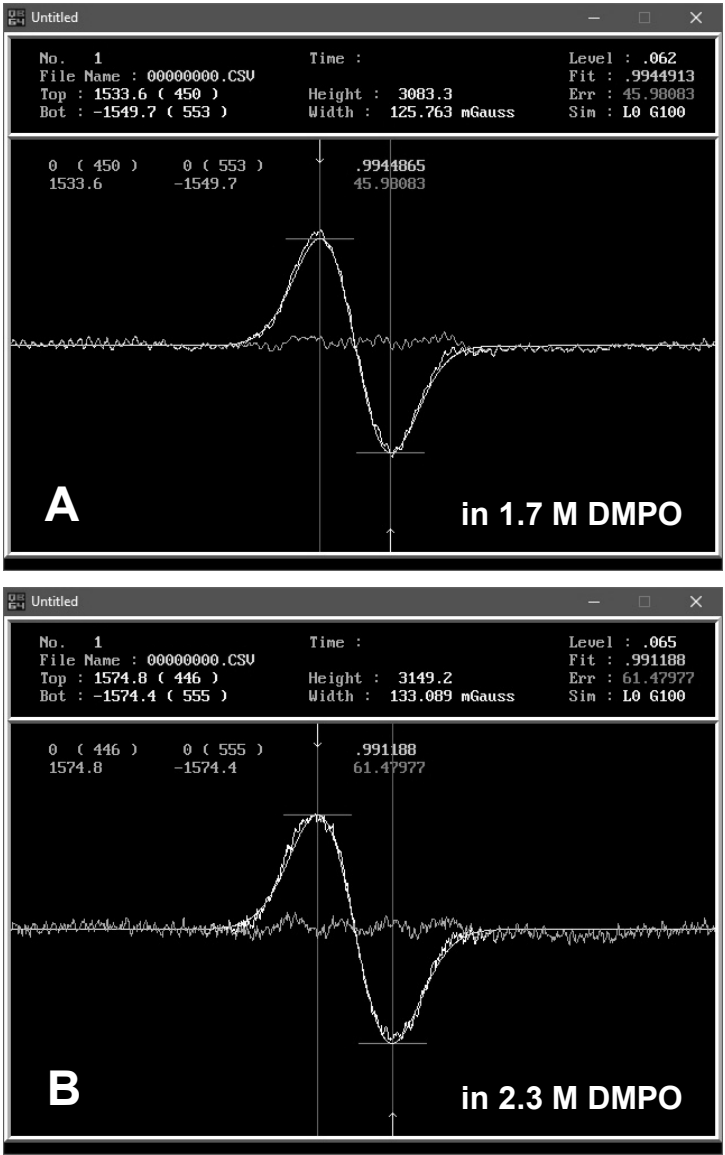 QB64 Untitled
No. 1 Time : Level : .062
File Name : 00000000.CSV Fit : .9944913
Top : 1533.6 ( 450 ) Height : 3083.3 Err : 45.98083
Bot : -1549.7 ( 553 ) Width : 125.763 mGauss Sim : L0 G100
0 ( 450 ) 0 ( 553 ) .9944865
1533.6 -1549.7 45.98083
A in 1.7 M DMPO
QB64 Untitled
No. 1 Time : Level : .065
File Name : 00000000.CSV Fit : .991188
Top : 1574.8 ( 446 ) Height : 3149.2 Err : 61.47977
Bot : -1574.4 ( 555 ) Width : 133.089 mGauss Sim : L0 G100
0 ( 446 ) 0 ( 555 ) .991188
1574.8 -1574.4 61.47977
B in 2.3 M DMPO